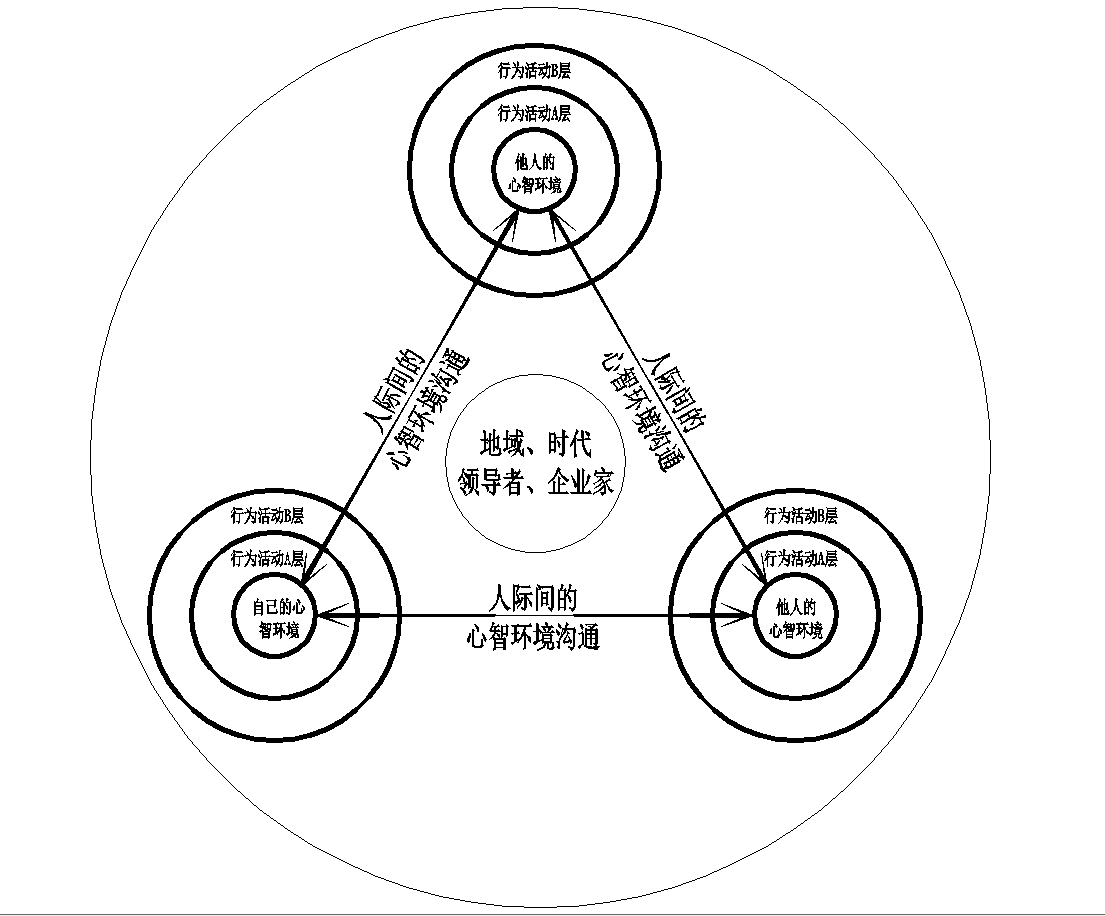 行为活动B层
行为活动A层
他人的
心智环境
人际间的
心智环境沟通
人际间的
心智环境沟通
地域、时代
领导者、企业家
行为活动B层
行为活动A层
自己的心
智环境
人际间的
心智环境沟通
行为活动B层
行为活动A层
他人的
心智环境